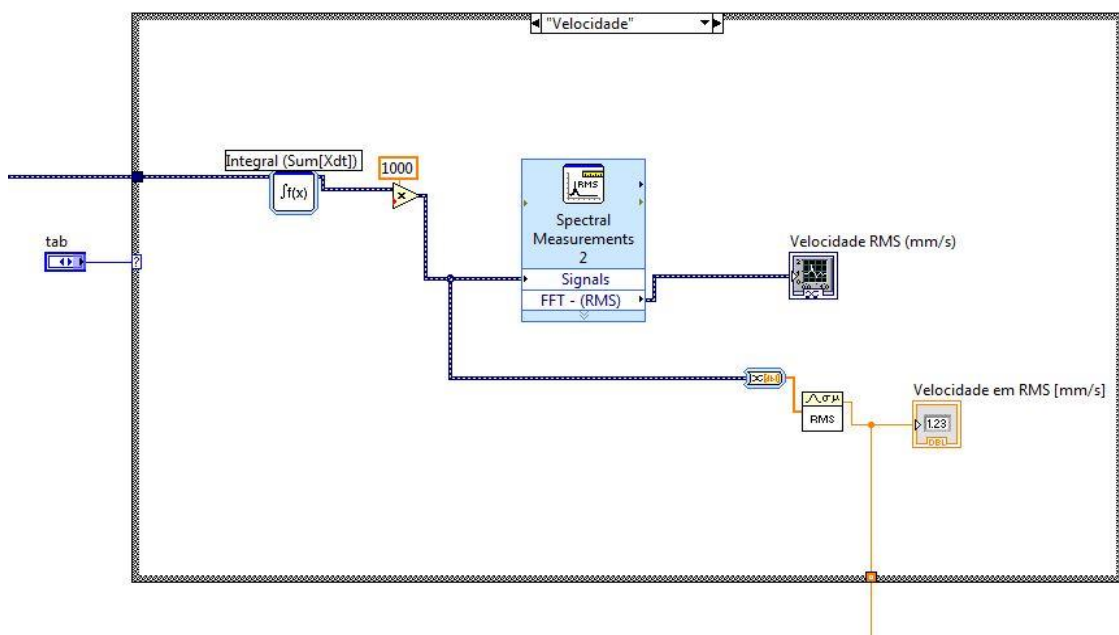 "Velocidade"
Integral (Sum[Xdt])
1000
∫f(x)
x
tab
?
RMS
Spectral
Measurements
2
Signals
FFT - (RMS)
Velocidade RMS (mm/s)
σ μ
RMS
Velocidade em RMS [mm/s]
1.23
DBL